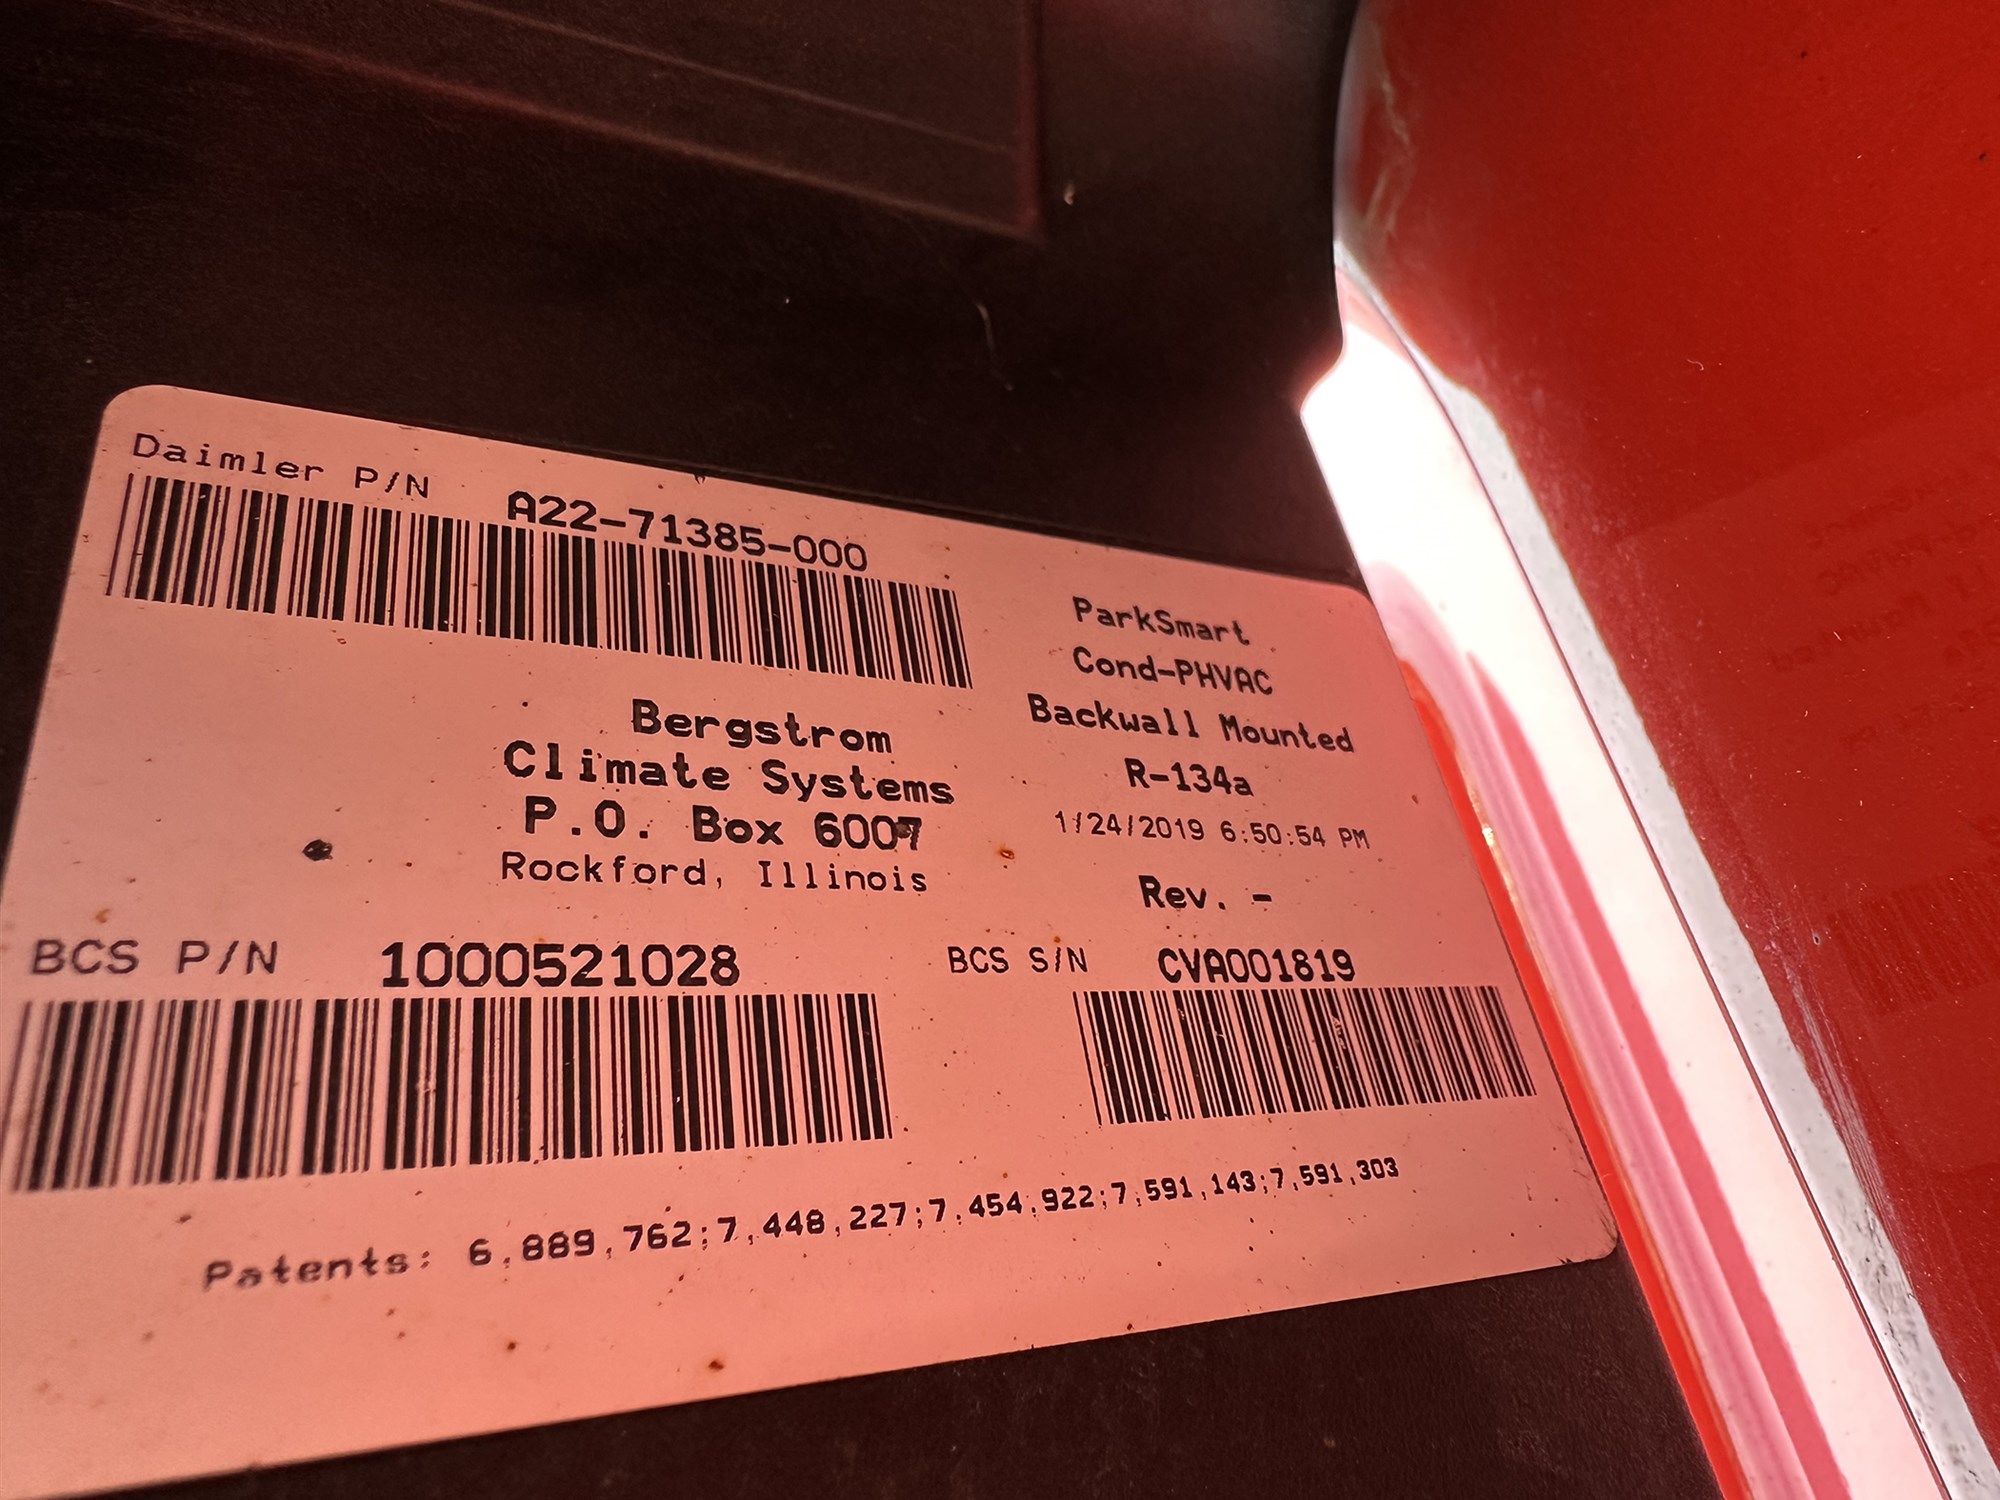 Daimler P/N A22-71385-000
Bergstrom
Climate Systems
P.O. Box 6007
Rockford, Illinois
ParkSmart
Cond-PHVAC
Backwall Mounted
R-134a
1/24/2019 6:50:54 PM
Rev. -
BCS P/N 1000521028
BCS S/N CVA001819
Patents: 6,889,762;7,448,227;7,454,922;7,591,143;7,591,303